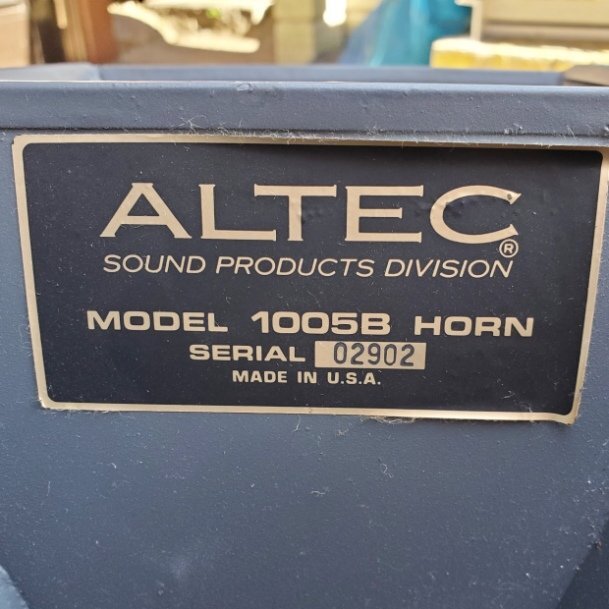 ALTEC®
SOUND PRODUCTS DIVISION
MODEL 1005B HORN
SERIAL 02902
MADE IN U.S.A.